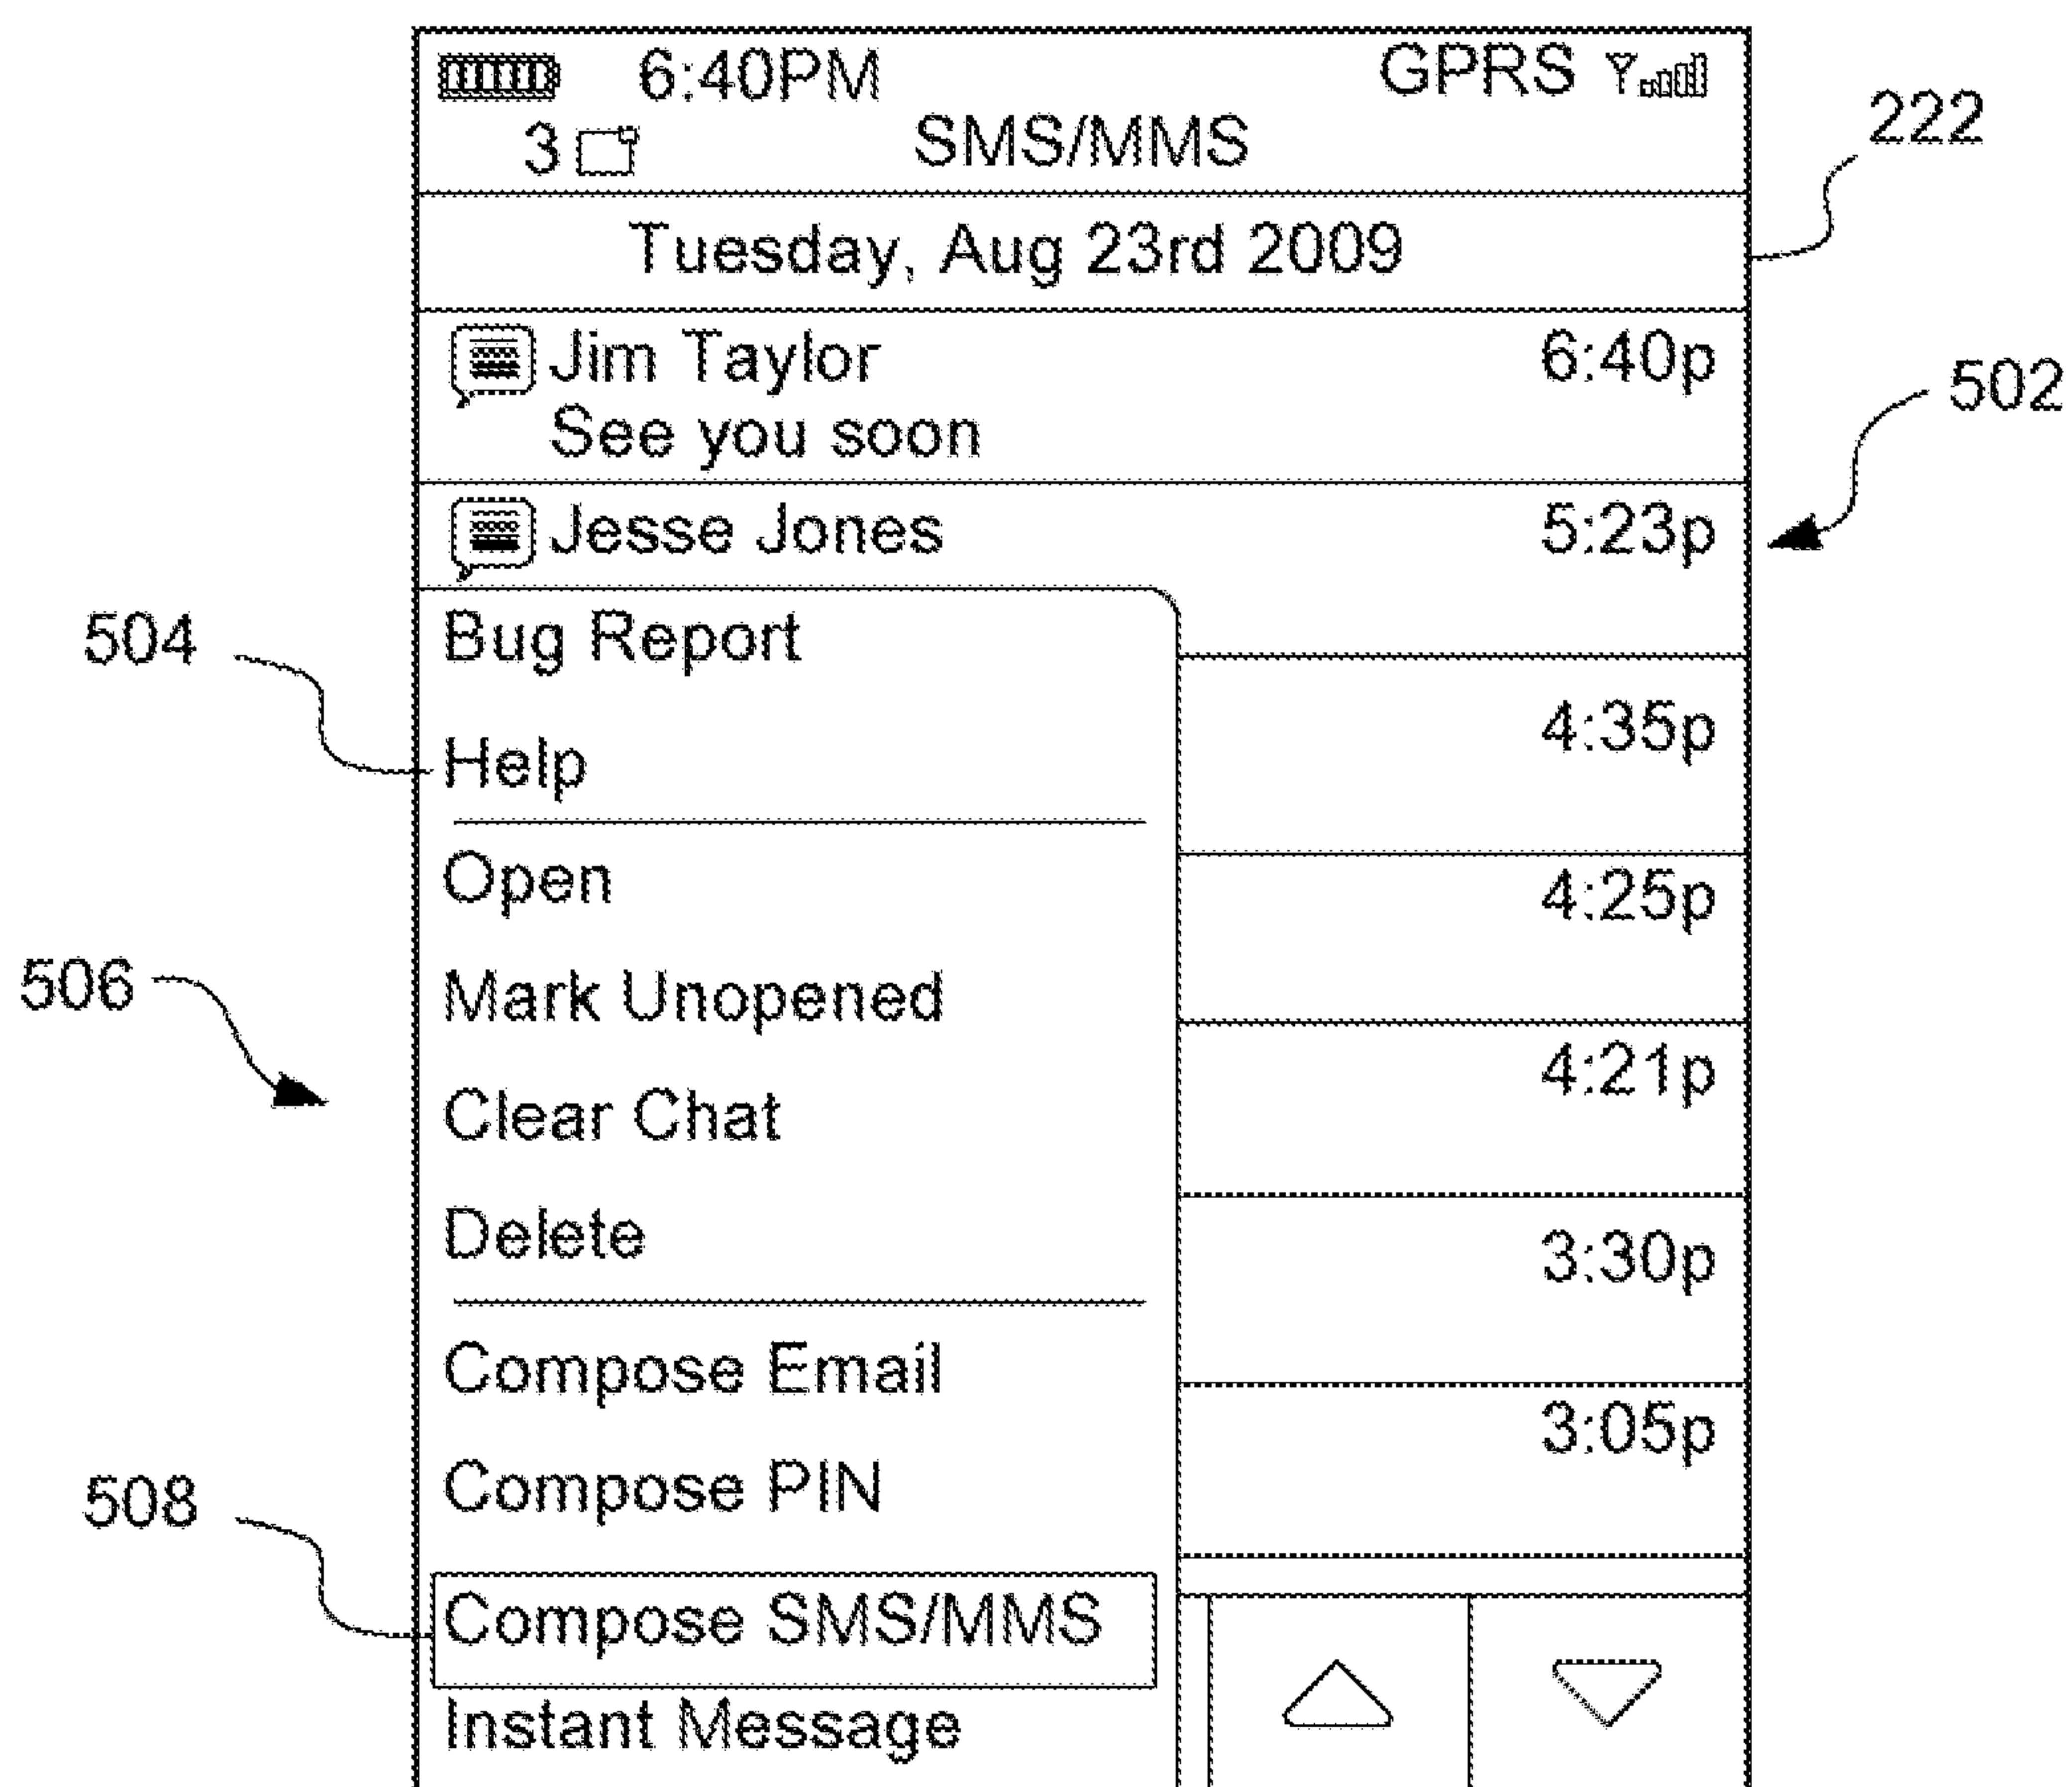 6:40PM GPRS
3 SMS/MMS
222
Tuesday, Aug 23rd 2009
Jim Taylor 6:40p
See you soon
502
Jesse Jones 5:23p
504
Bug Report
4:35p
Help
Open 4:25p
506
Mark Unopened
4:21p
Clear Chat
Delete 3:30p
Compose Email
3:05p
Compose PIN
508
Compose SMS/MMS
Instant Message